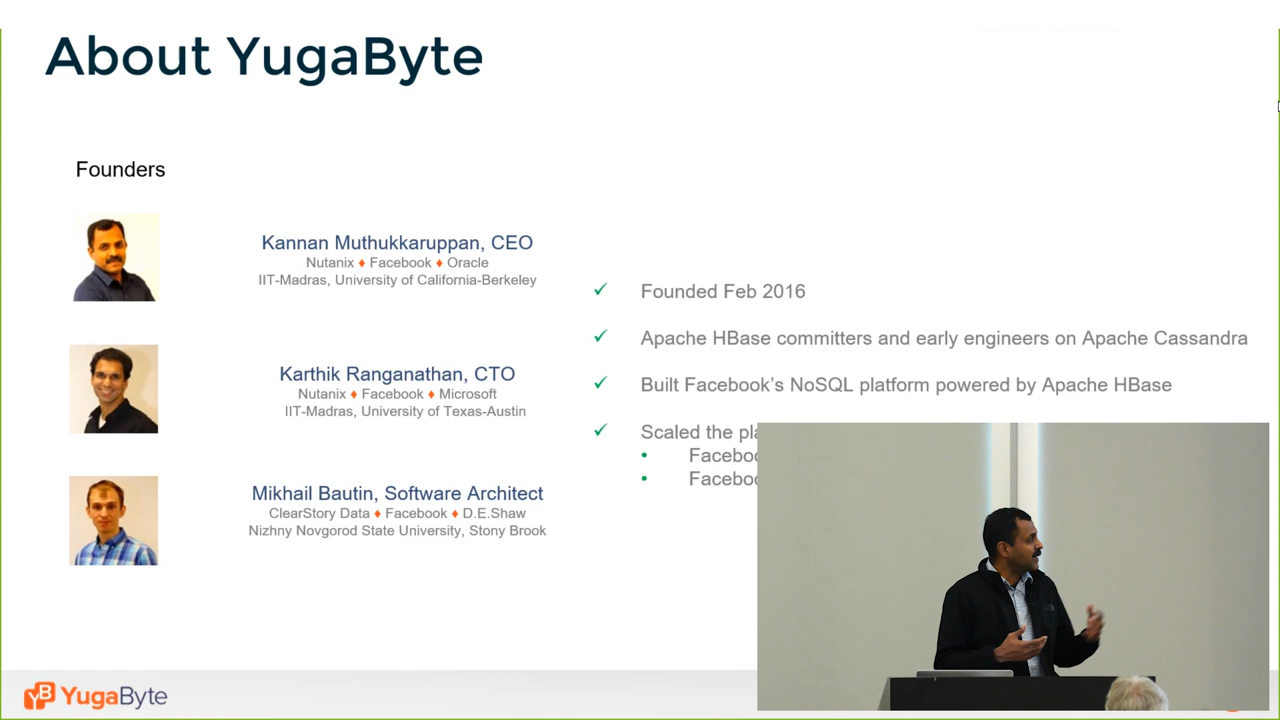 About YugaByte
Founders
Kannan Muthukkaruppan, CEO
Nutanix ♦ Facebook ♦ Oracle
IIT-Madras, University of California-Berkeley
Karthik Ranganathan, CTO
Nutanix ♦ Facebook ♦ Microsoft
IIT-Madras, University of Texas-Austin
Mikhail Bautin, Software Architect
ClearStory Data ♦ Facebook ♦ D.E.Shaw
Nizhny Novgorod State University, Stony Brook
✓ Founded Feb 2016
✓ Apache HBase committers and early engineers on Apache Cassandra
✓ Built Facebook's NoSQL platform powered by Apache HBase
✓ Scaled the
YugaByte